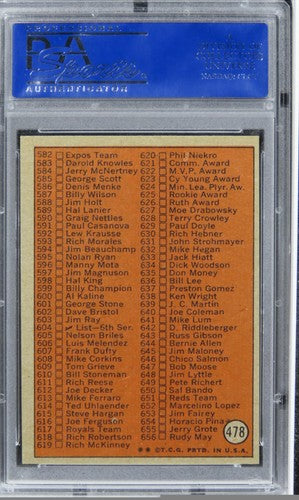 PSA
AUTHENTICATOR
582 Expos Team
583 Darold Knowles
584 Jerry McNertney
585 George Scott
586 Denis Menke
587 Billy Wilson
588 Jim Holt
589 Hal Lanier
590 Graig Nettles
591 Paul Casanova
592 Lew Krausse
593 Rich Morales
594 Jim Beauchamp
595 Nolan Ryan
596 Manny Mota
597 Jim Magnuson
598 Hal King
599 Billy Champion
600 Al Kaline
601 George Stone
602 Dave Bristol
603 Jim Ray
604 List—6th Ser.
605 Nelson Briles
606 Luis Melendez
607 Frank Duffy
608 Mike Corkins
609 Tom Grieve
610 Bill Stoneman
611 Rich Reese
612 Joe Decker
613 Mike Ferraro
614 Ted Uhlaender
615 Steve Hargan
616 Joe Ferguson
617 Royals Team
618 Rich Robertson
619 Rich McKinney
620 Phil Niekro
621 Comm. Award
622 M.V.P. Award
623 Cy Young Award
624 Min. Lea. Plyr. Aw.
625 Rookie Award
626 Ruth Award
627 Moe Drabowsky
628 Terry Crowley
629 Paul Doyle
630 Rich Hebner
631 John Strohmayer
632 Mike Hegan
633 Jack Hiatt
634 Dick Woodson
635 Don Money
636 Bill Lee
637 Preston Gomez
638 Ken Wright
639 J. C. Martin
640 Joe Coleman
641 Mike Lum
642 D. Riddleberger
643 Russ Gibson
644 Bernie Allen
645 Jim Maloney
646 Chico Salmon
647 Bob Moose
648 Jim Lyttle
649 Pete Richert
650 Sal Bando
651 Reds Team
652 Marcelino Lopez
653 Jim Fairey
654 Horacio Pina
655 Jerry Grote
656 Rudy May
478
** ©T.C.G. PRTD. IN U.S.A.